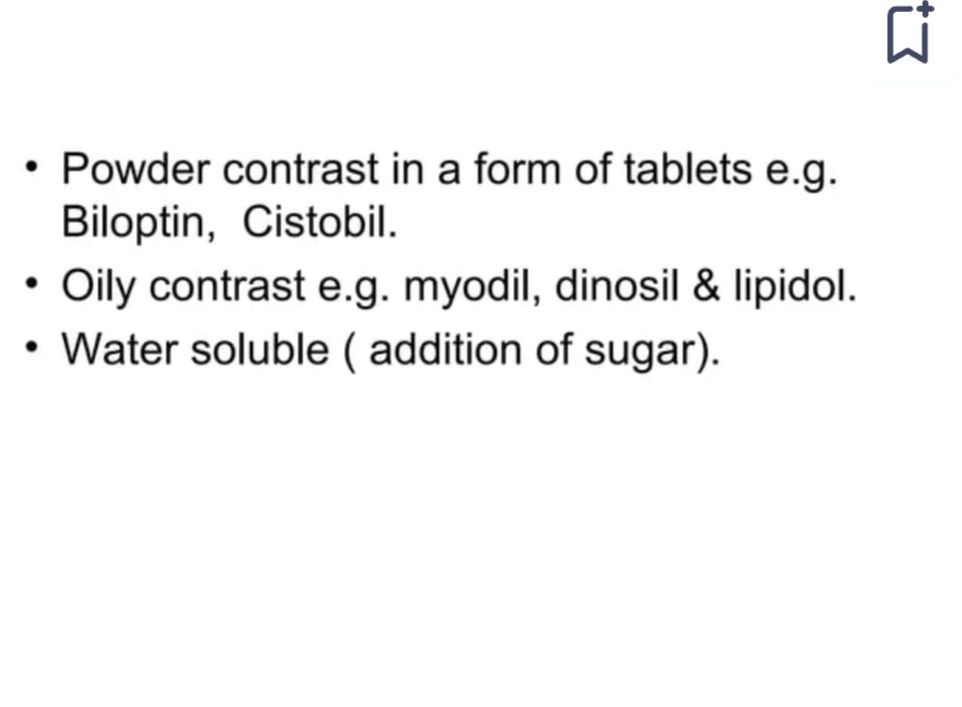 • Powder contrast in a form of tablets e.g.
Biloptin,  Cistobil.
• Oily contrast e.g. myodil, dinosil & lipidol.
• Water soluble ( addition of sugar).